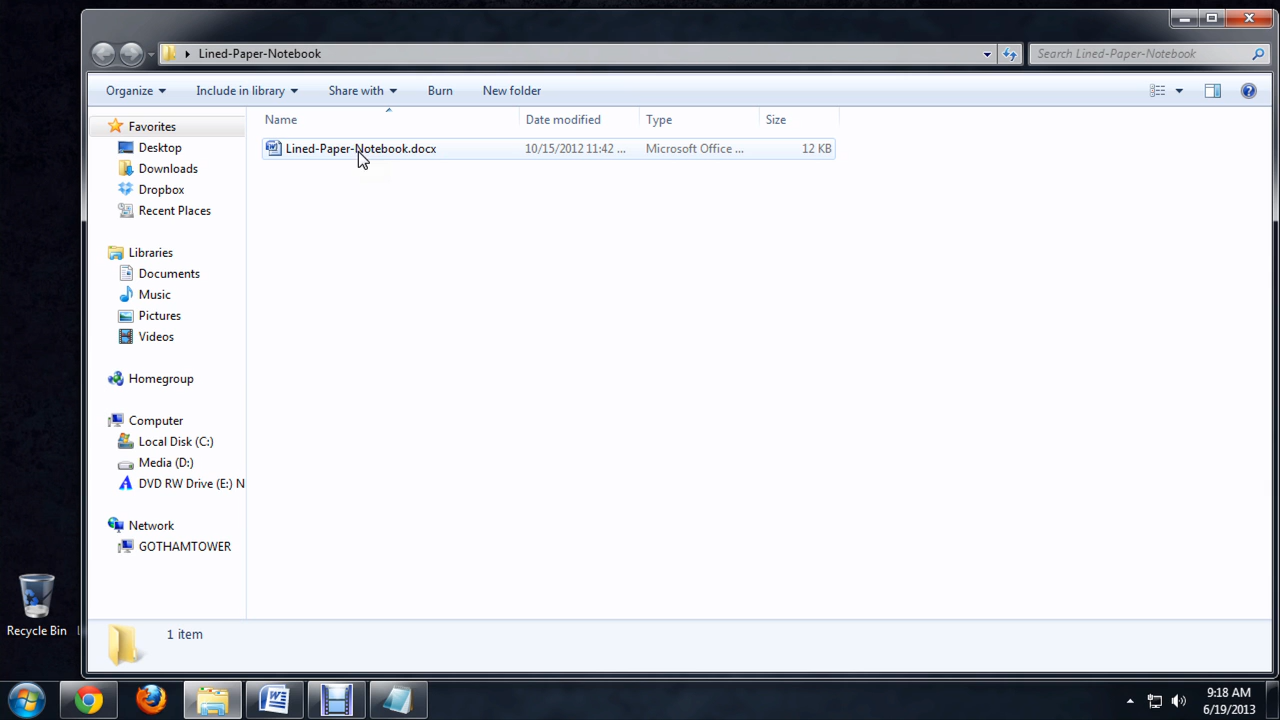 Lined-Paper-Notebook
Search Lined-Paper-Notebook
Organize Include in library Share with Burn New folder
Name Date modified Type Size
Lined-Paper-Notebook.docx 10/15/2012 11:42 ... Microsoft Office ... 12 KB
Favorites
Desktop
Downloads
Dropbox
Recent Places
Libraries
Documents
Music
Pictures
Videos
Homegroup
Computer
Local Disk (C:)
Media (D:)
DVD RW Drive (E:) N
Network
GOTHAMTOWER
1 item
Recycle Bin
9:18 AM
6/19/2013